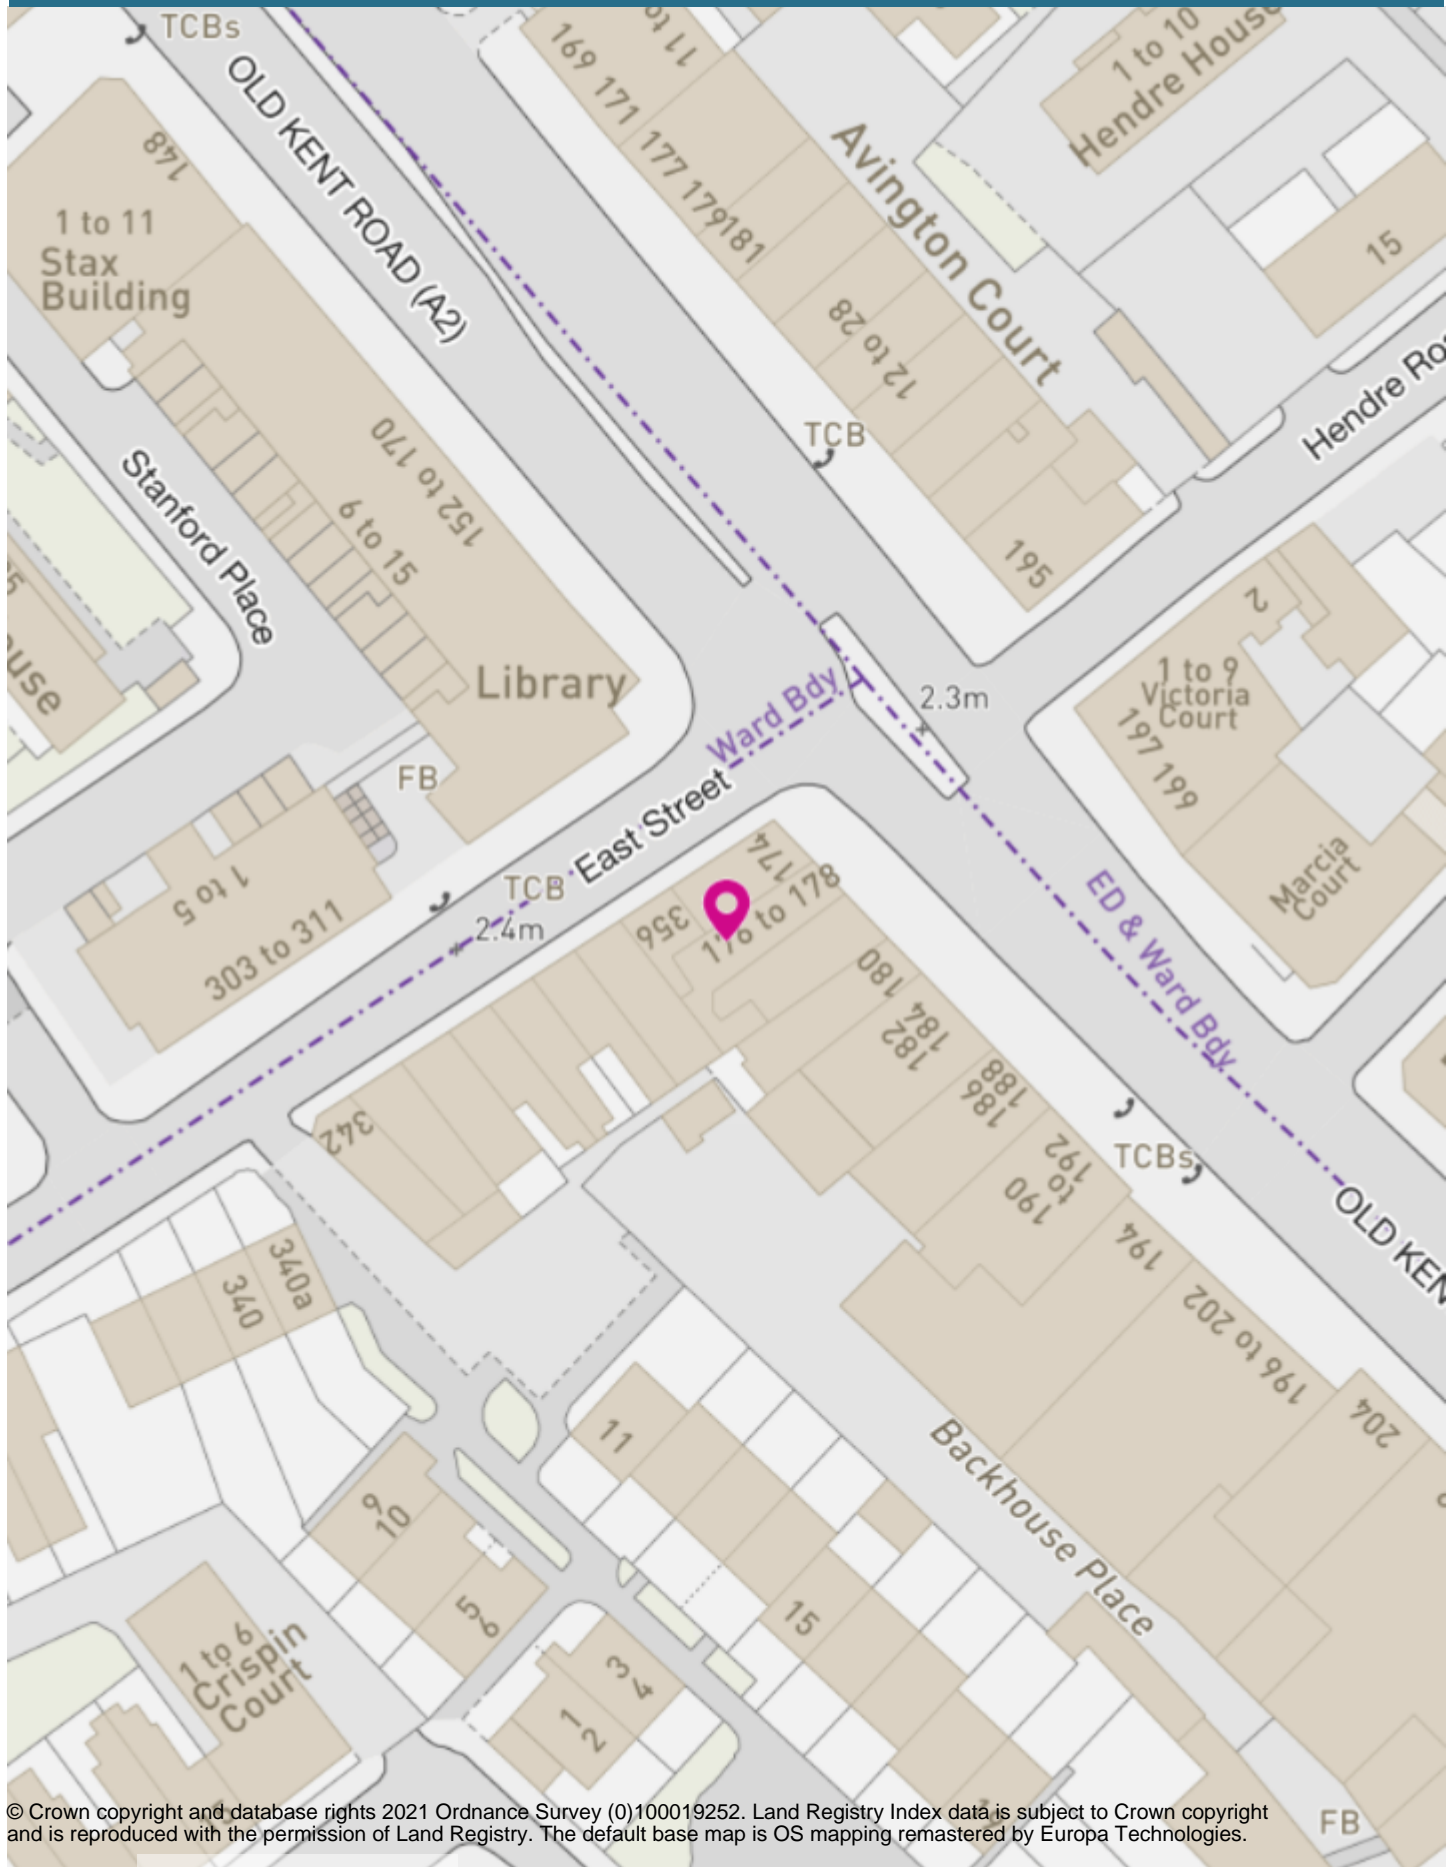 TCBs
OLD KENT ROAD (A2)
11
to
169
171
177
179
181
Avington Court
1 to 10
Hendre House
148
1 to 11
Stax
Building
15
12 to 28
Hendre Ro
TCB
Stanford Place
152 to 170
9 to 15
195
2
Library
1 to 9
Victoria
Court
197
199
2.3m
Ward Bdy
FB
East Street
174
176 to 178
Marcia
Court
1 to 5
TCB
356
2.4m
303 to 311
ED & Ward Bdy
180
184
182
188
186
342
192
to
190
TCBs
OLD KEN
194
340a
340
196 to 202
204
11
Backhouse Place
9
10
5
6
15
1 to 6
Crispin
Court
3
4
1
2
FB
© Crown copyright and database rights 2021 Ordnance Survey (0)100019252. Land Registry Index data is subject to Crown copyright
and is reproduced with the permission of Land Registry. The default base map is OS mapping remastered by Europa Technologies.